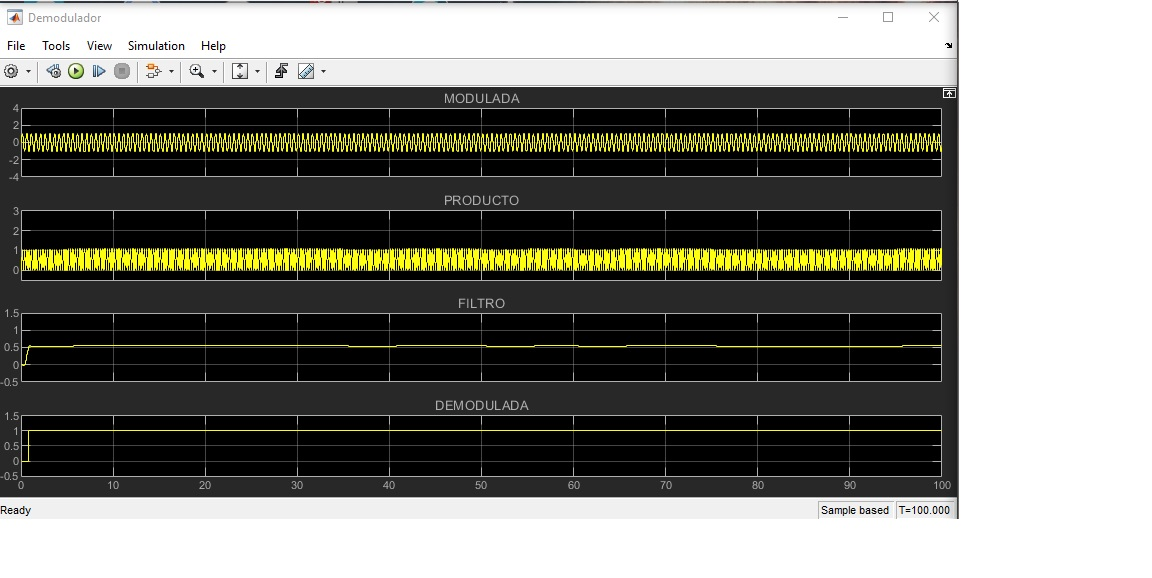 Demodulador
File Tools View Simulation Help
MODULADA
4
2
0
-2
-4
PRODUCTO
3
2
1
0
FILTRO
1.5
1
0.5
0
-0.5
DEMODULADA
1.5
1
0.5
0
-0.5
0 10 20 30 40 50 60 70 80 90 100
Ready Sample based T=100.000